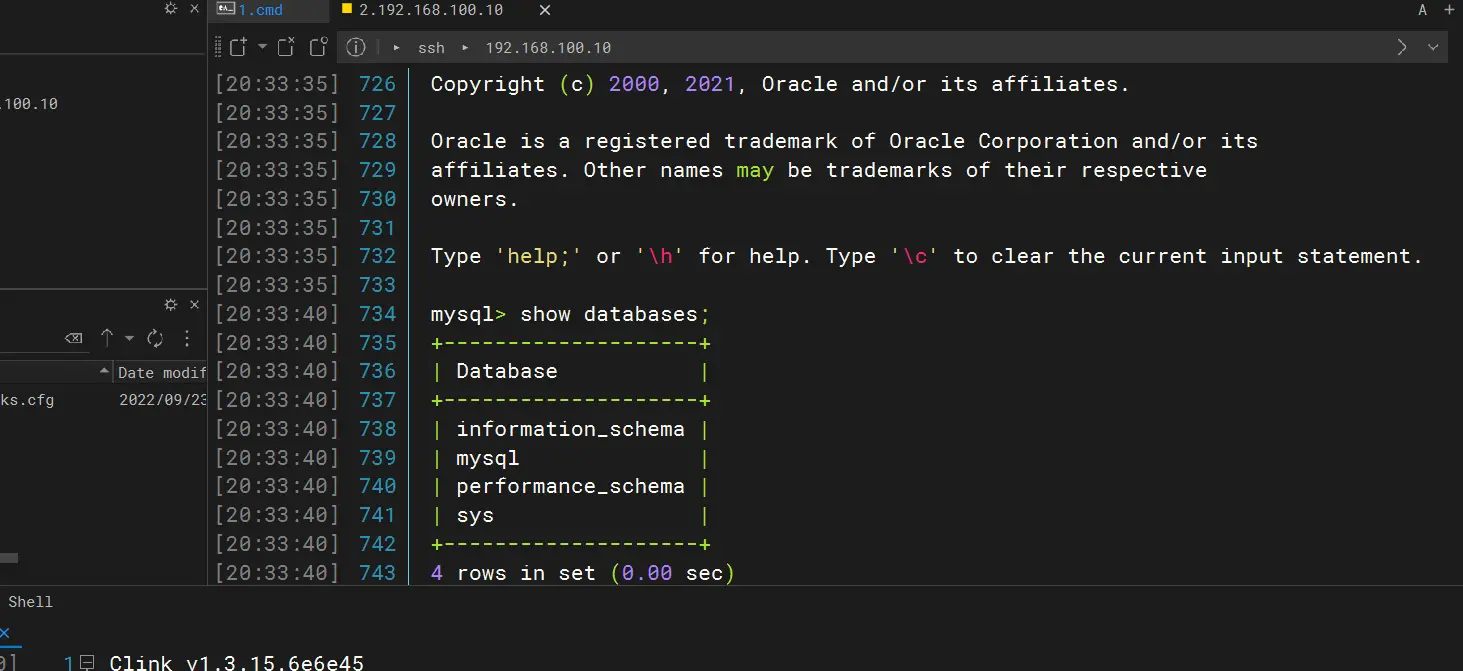 1.cmd
2.192.168.100.10
A
ssh 192.168.100.10
.100.10
[20:33:35] 726 Copyright (c) 2000, 2021, Oracle and/or its affiliates.
[20:33:35] 727
[20:33:35] 728 Oracle is a registered trademark of Oracle Corporation and/or its
[20:33:35] 729 affiliates. Other names may be trademarks of their respective
[20:33:35] 730 owners.
[20:33:35] 731
[20:33:35] 732 Type 'help;' or '\h' for help. Type '\c' to clear the current input statement.
[20:33:35] 733
[20:33:40] 734 mysql> show databases;
[20:33:40] 735 +--------------------+
[20:33:40] 736 | Database           |
[20:33:40] 737 +--------------------+
[20:33:40] 738 | information_schema |
[20:33:40] 739 | mysql              |
[20:33:40] 740 | performance_schema |
[20:33:40] 741 | sys                |
[20:33:40] 742 +--------------------+
[20:33:40] 743 4 rows in set (0.00 sec)
Date modif
ks.cfg 2022/09/23
Shell
0] 1 Clink v1.3.15.6e6e45